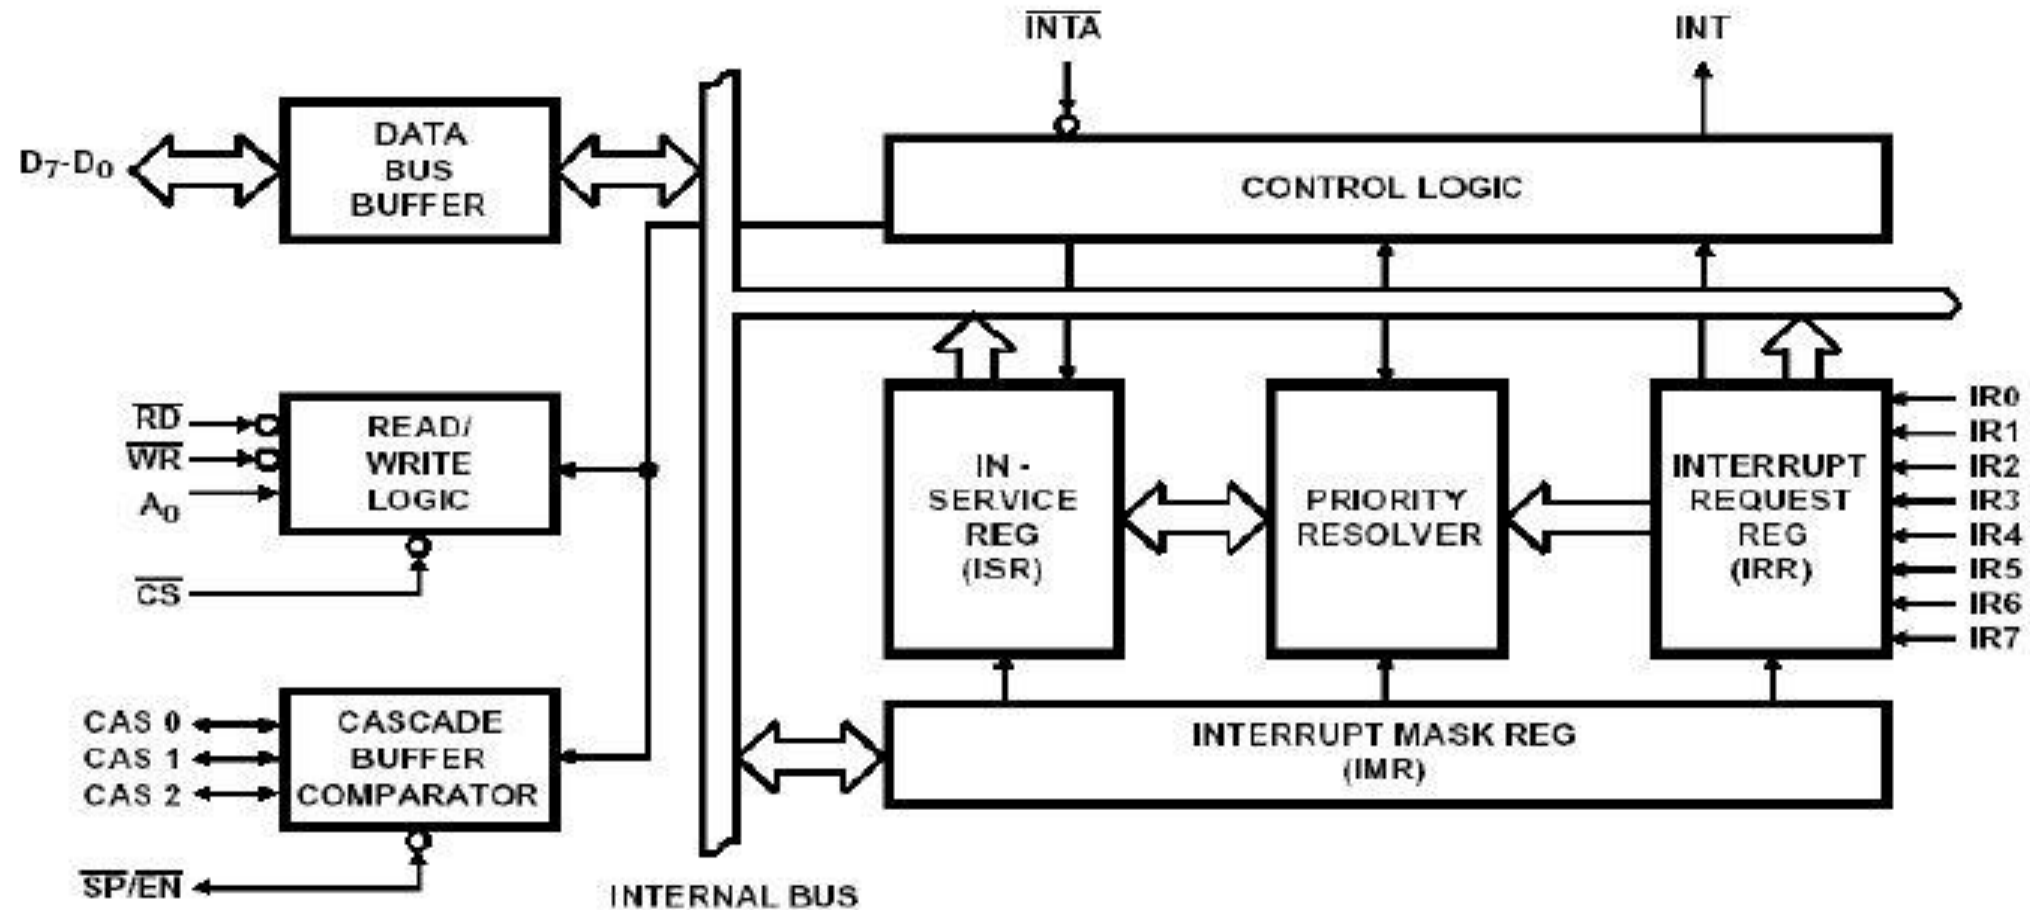 INTA
INT
DATA
BUS
BUFFER
D7-D0
CONTROL LOGIC
RD
WR
A0
READ/
WRITE
LOGIC
CS
IN -
SERVICE
REG
(ISR)
PRIORITY
RESOLVER
INTERRUPT
REQUEST
REG
(IRR)
IR0
IR1
IR2
IR3
IR4
IR5
IR6
IR7
CAS 0
CAS 1
CAS 2
CASCADE
BUFFER
COMPARATOR
SP/EN
INTERRUPT MASK REG
(IMR)
INTERNAL BUS